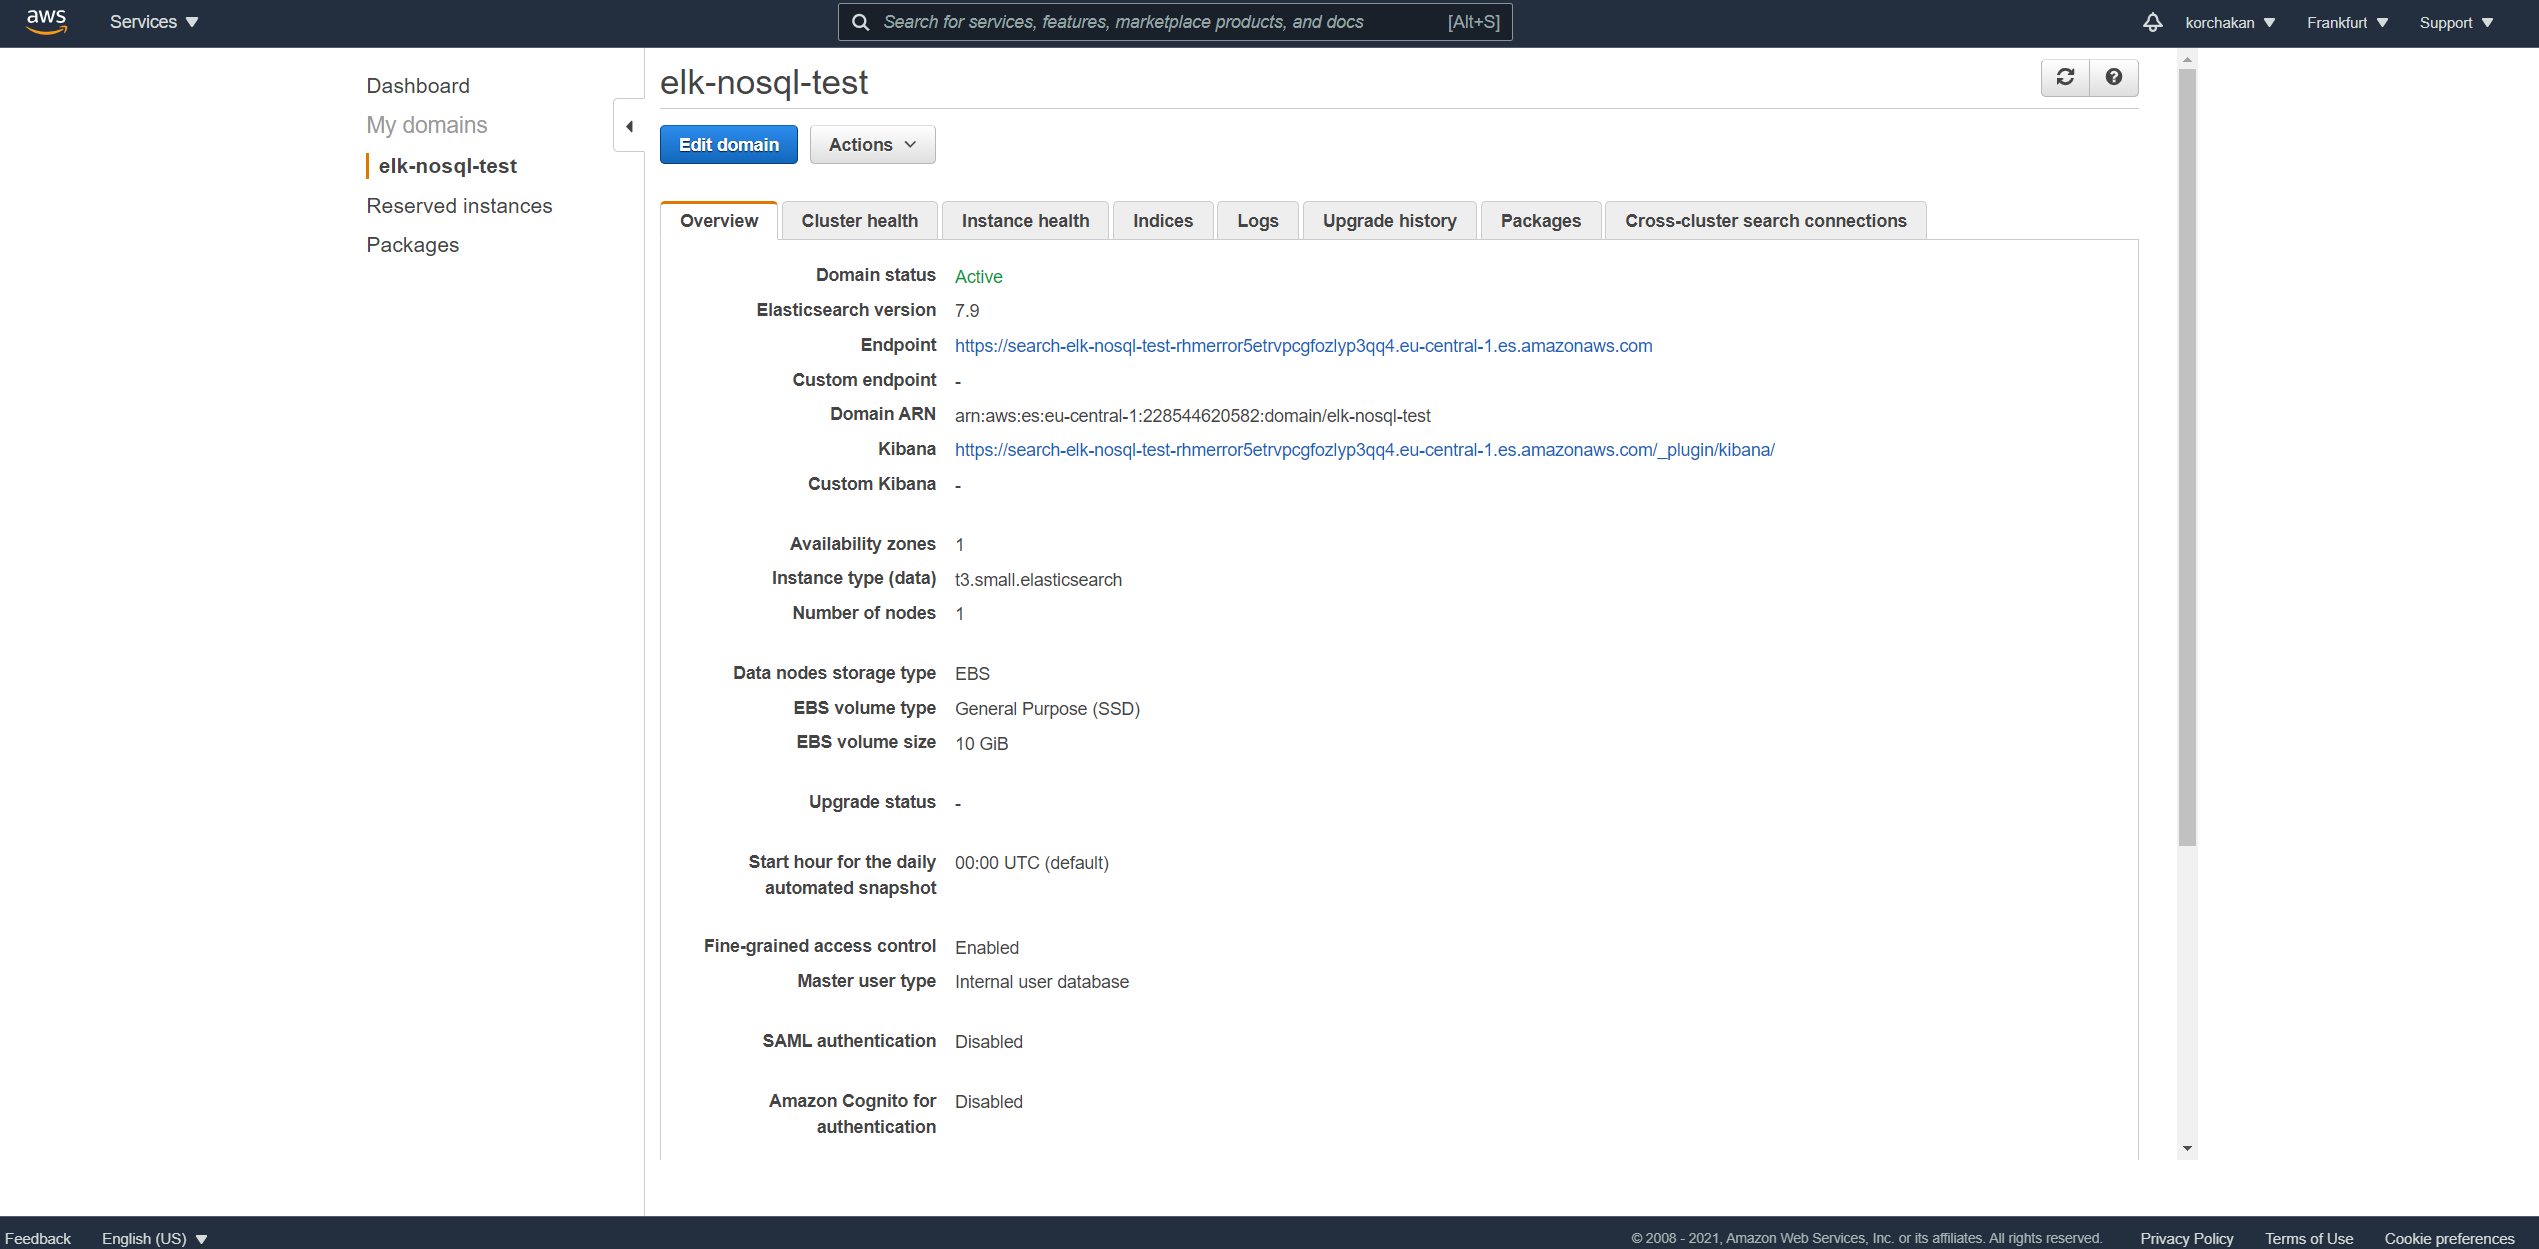 aws
Services
Search for services, features, marketplace products, and docs
[Alt+S]
korchakan
Frankfurt
Support
Dashboard
My domains
elk-nosql-test
Reserved instances
Packages
elk-nosql-test
Edit domain
Actions
Overview
Cluster health
Instance health
Indices
Logs
Upgrade history
Packages
Cross-cluster search connections
Domain status Active
Elasticsearch version 7.9
Endpoint https://search-elk-nosql-test-rhmerror5etrvpcgfozlyp3qq4.eu-central-1.es.amazonaws.com
Custom endpoint -
Domain ARN arn:aws:es:eu-central-1:228544620582:domain/elk-nosql-test
Kibana https://search-elk-nosql-test-rhmerror5etrvpcgfozlyp3qq4.eu-central-1.es.amazonaws.com/_plugin/kibana/
Custom Kibana -
Availability zones 1
Instance type (data) t3.small.elasticsearch
Number of nodes 1
Data nodes storage type EBS
EBS volume type General Purpose (SSD)
EBS volume size 10 GiB
Upgrade status -
Start hour for the daily 00:00 UTC (default)
automated snapshot
Fine-grained access control Enabled
Master user type Internal user database
SAML authentication Disabled
Amazon Cognito for Disabled
authentication
Feedback
English (US)
© 2008 - 2021, Amazon Web Services, Inc. or its affiliates. All rights reserved.
Privacy Policy
Terms of Use
Cookie preferences